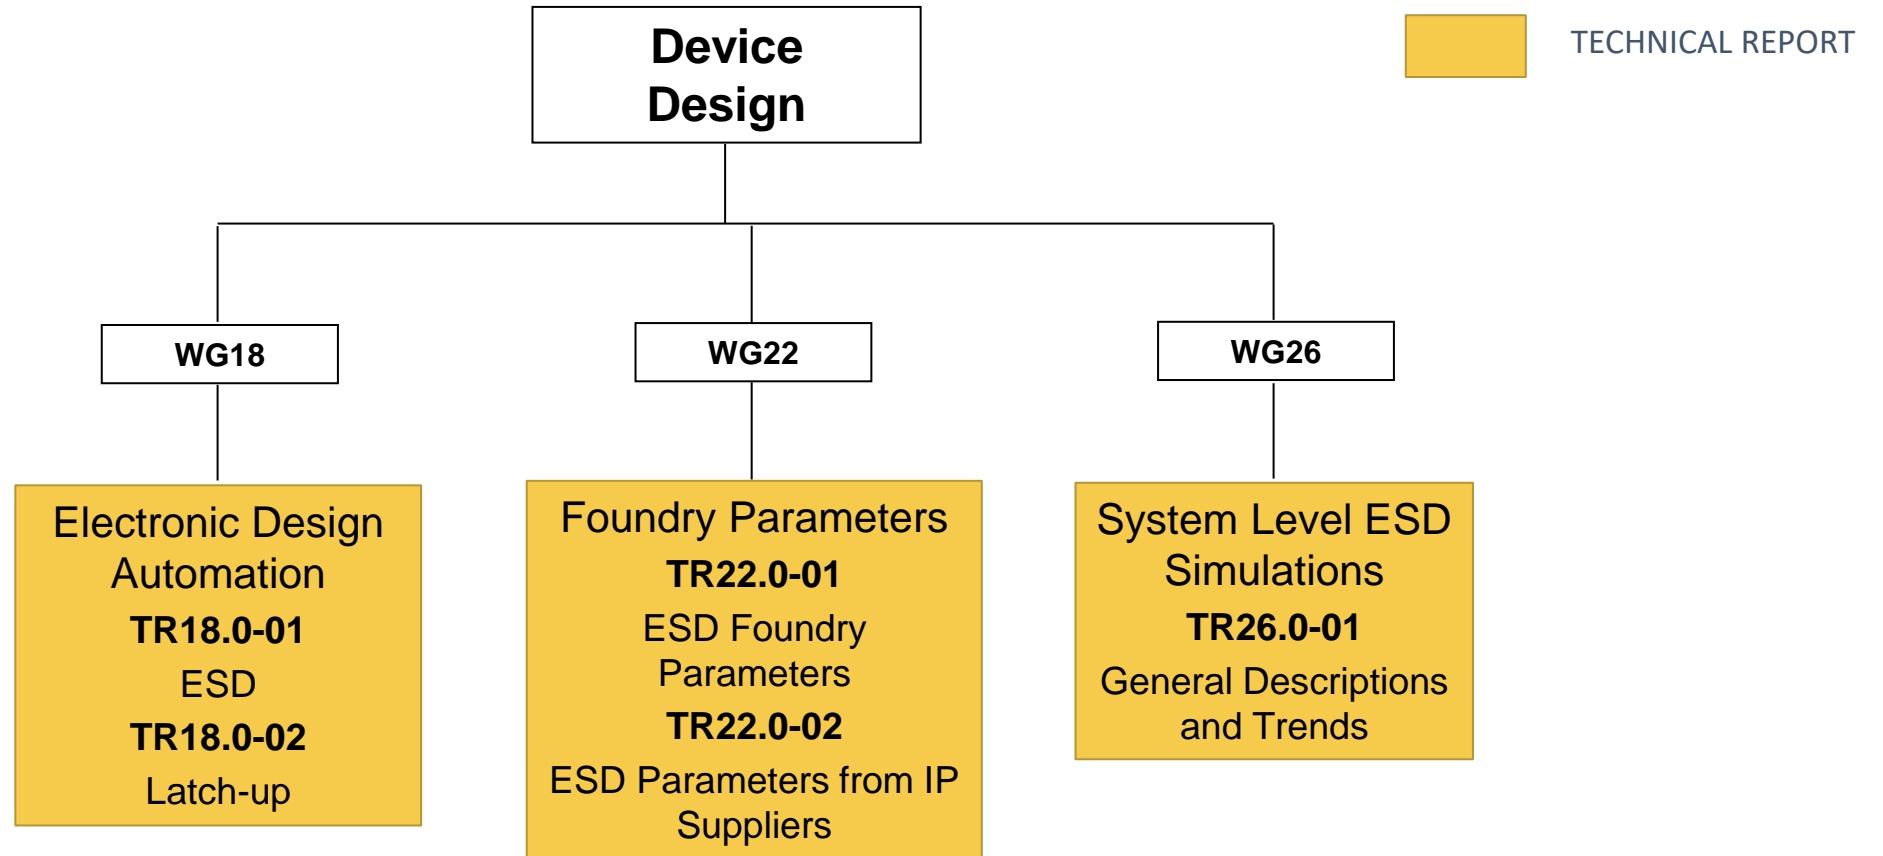 Device
Design
TECHNICAL REPORT
WG18
WG22
WG26
Electronic Design
Automation
TR18.0-01
ESD
TR18.0-02
Latch-up
Foundry Parameters
TR22.0-01
ESD Foundry
Parameters
TR22.0-02
ESD Parameters from IP
Suppliers
System Level ESD
Simulations
TR26.0-01
General Descriptions
and Trends